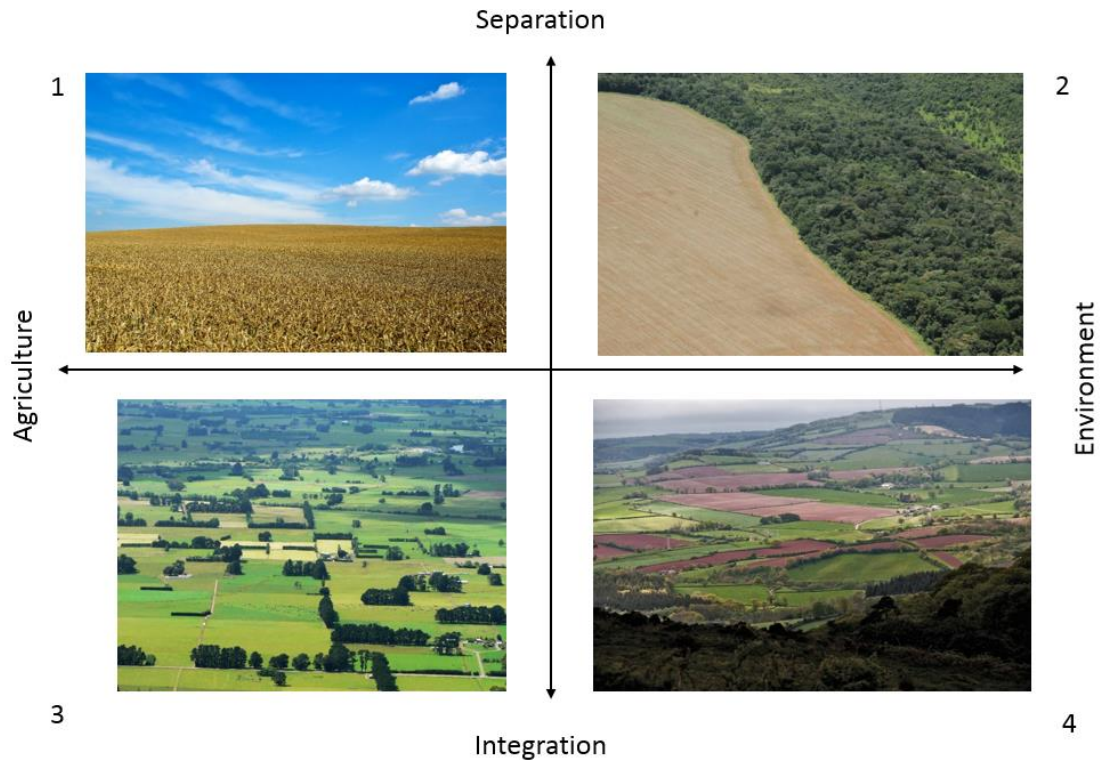 Separation
1
2
Agriculture
Environment
3
4
Integration